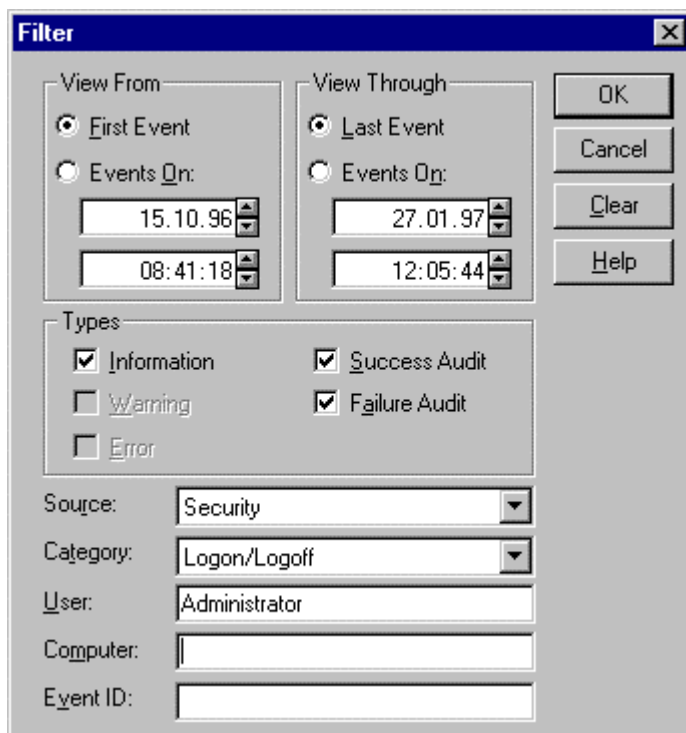 Filter
View From
First Event
Events On:
15.10.96
08:41:18
View Through
Last Event
Events On:
27.01.97
12:05:44
OK
Cancel
Clear
Help
Types
Information
Warning
Error
Success Audit
Failure Audit
Source: Security
Category: Logon/Logoff
User: Administrator
Computer:
Event ID: